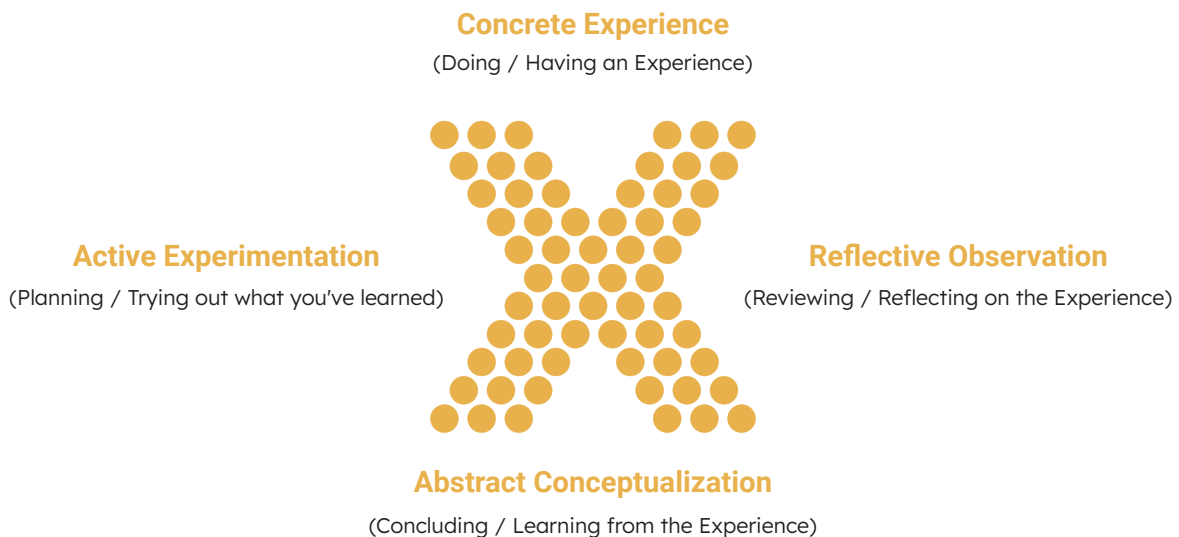 Concrete Experience
(Doing / Having an Experience)
Active Experimentation
(Planning / Trying out what you've learned)
Reflective Observation
(Reviewing / Reflecting on the Experience)
Abstract Conceptualization
(Concluding / Learning from the Experience)